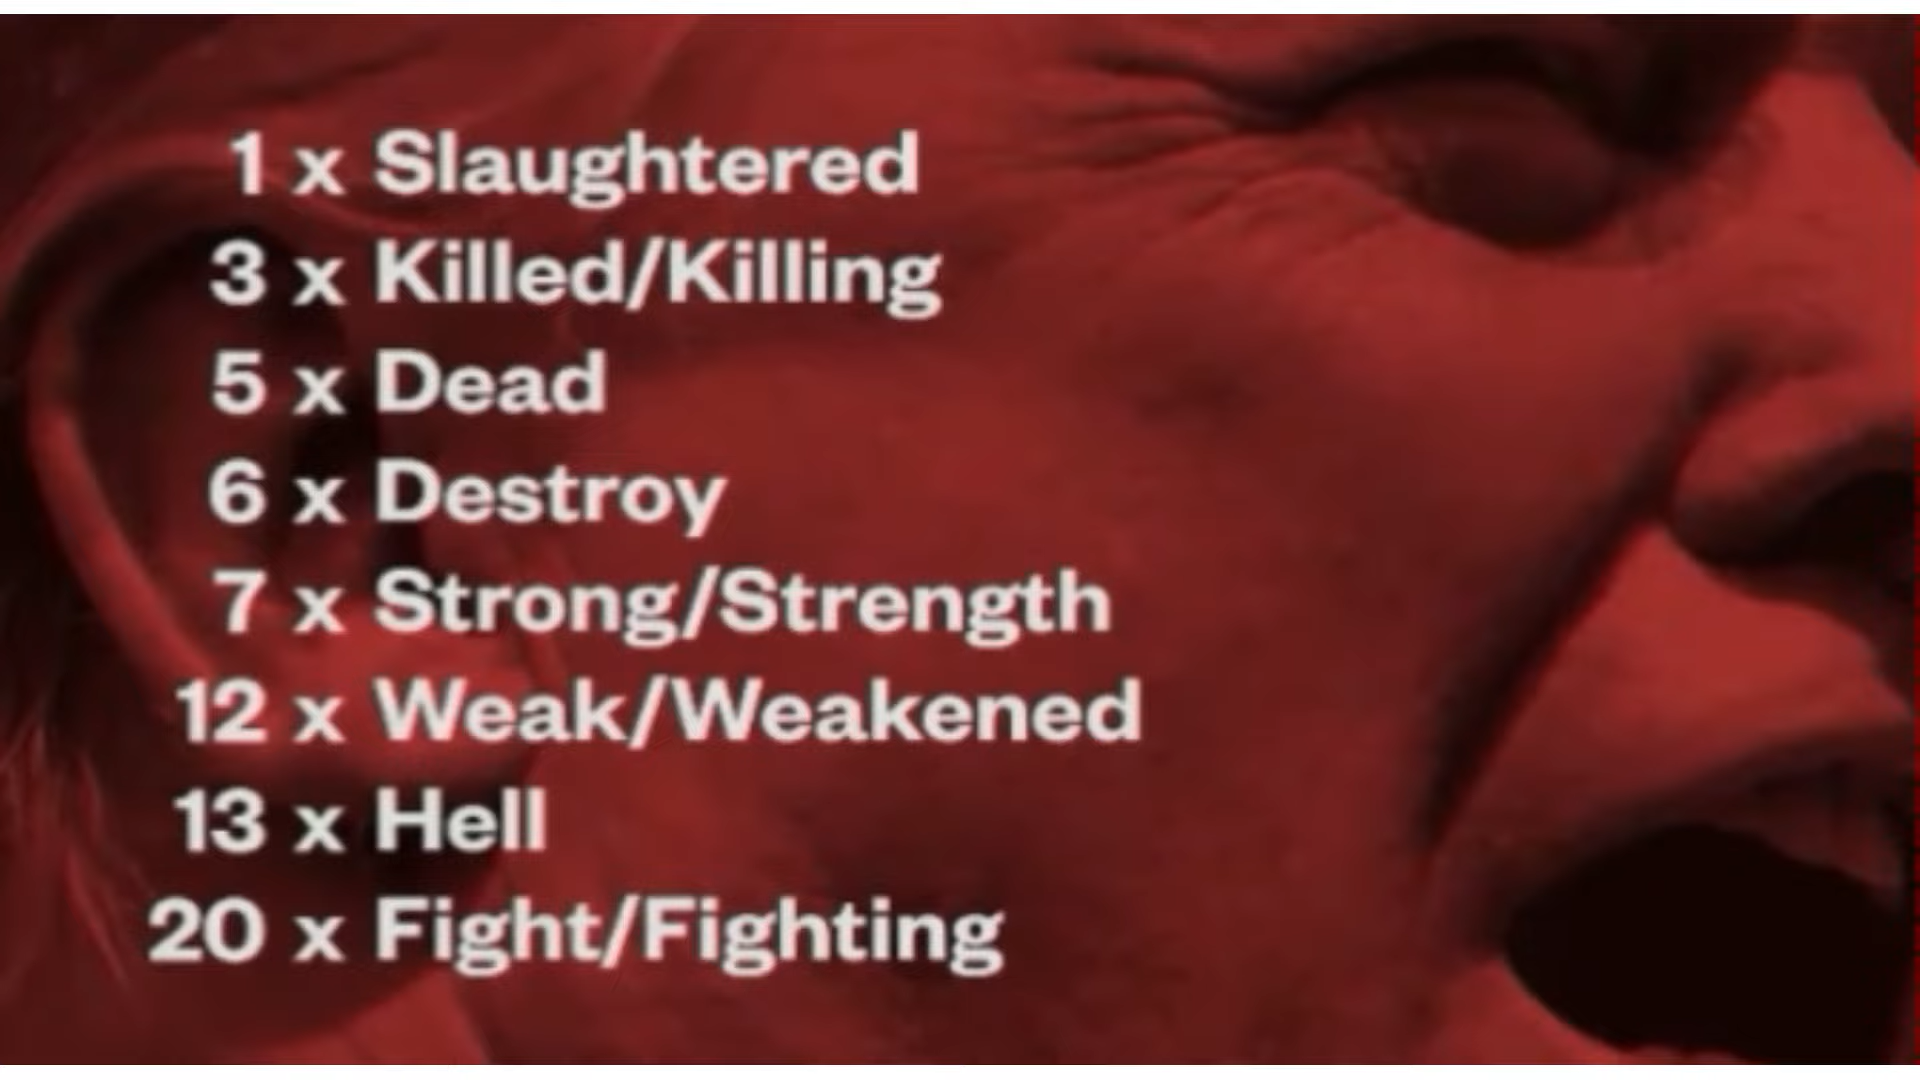 1 x Slaughtered
3 x Killed/Killing
5 x Dead
6 x Destroy
7 x Strong/Strength
12 x Weak/Weakened
13 x Hell
20 x Fight/Fighting